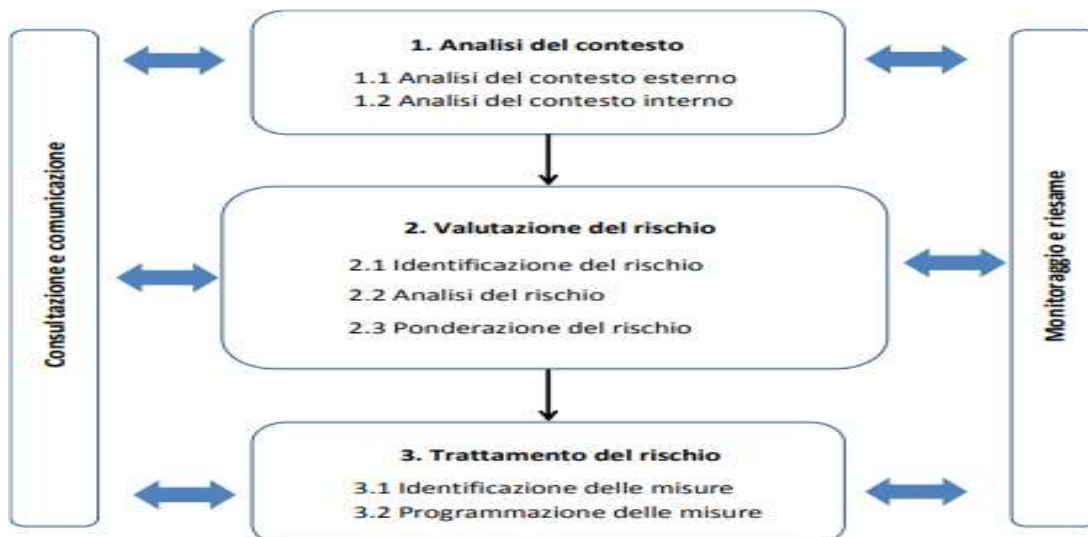 Consultazione e comunicazione
1. Analisi del contesto
1.1 Analisi del contesto esterno
1.2 Analisi del contesto interno
2. Valutazione del rischio
2.1 Identificazione del rischio
2.2 Analisi del rischio
2.3 Ponderazione del rischio
3. Trattamento del rischio
3.1 Identificazione delle misure
3.2 Programmazione delle misure
Monitoraggio e riesame